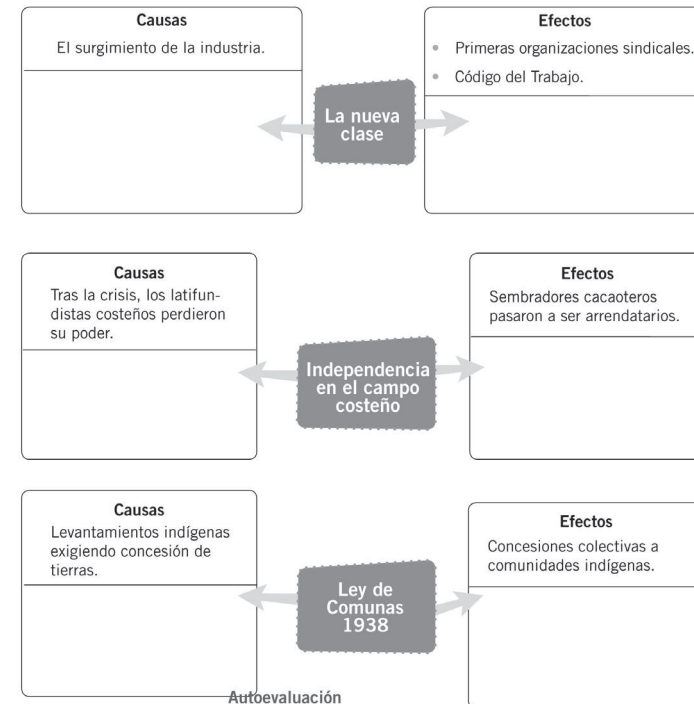 Causas
El surgimiento de la industria.
La nueva
clase
Efectos
• Primeras organizaciones sindicales.
• Código del Trabajo.
Causas
Tras la crisis, los latifun-
distas costeños perdieron
su poder.
Independencia
en el campo
costeño
Efectos
Sembradores cacaoteros
pasaron a ser arrendatarios.
Causas
Levantamientos indígenas
exigiendo concesión de
tierras.
Ley de
Comunas
1938
Efectos
Concesiones colectivas a
comunidades indígenas.
Autoevaluación